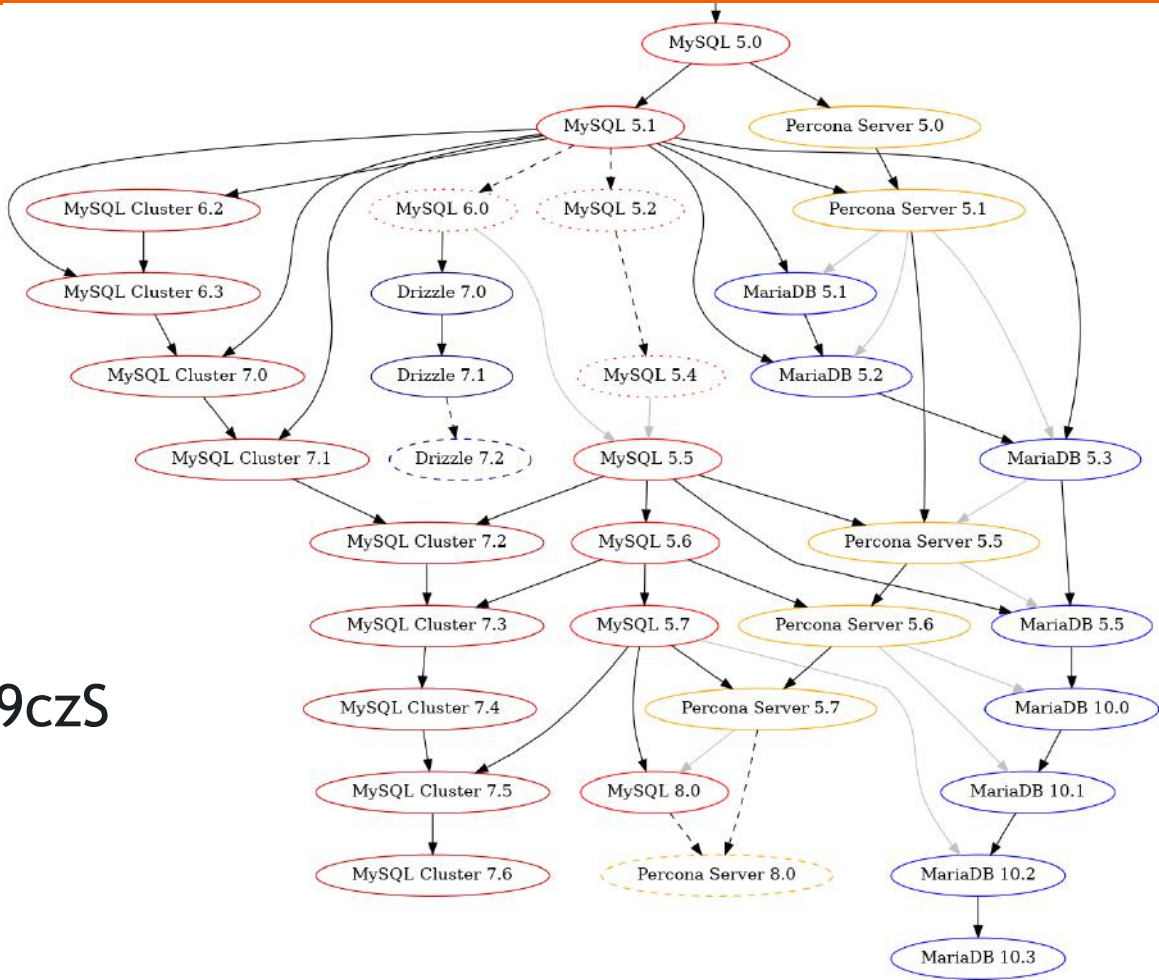 MySQL 5.0
MySQL 5.1
Percona Server 5.0
MySQL Cluster 6.2
MySQL 6.0
MySQL 5.2
Percona Server 5.1
MySQL Cluster 6.3
Drizzle 7.0
MariaDB 5.1
MySQL Cluster 7.0
Drizzle 7.1
MySQL 5.4
MariaDB 5.2
MySQL Cluster 7.1
Drizzle 7.2
MySQL 5.5
MariaDB 5.3
MySQL Cluster 7.2
MySQL 5.6
Percona Server 5.5
MySQL Cluster 7.3
MySQL 5.7
Percona Server 5.6
MariaDB 5.5
9czS
MySQL Cluster 7.4
Percona Server 5.7
MariaDB 10.0
MySQL Cluster 7.5
MySQL 8.0
MariaDB 10.1
MySQL Cluster 7.6
Percona Server 8.0
MariaDB 10.2
MariaDB 10.3